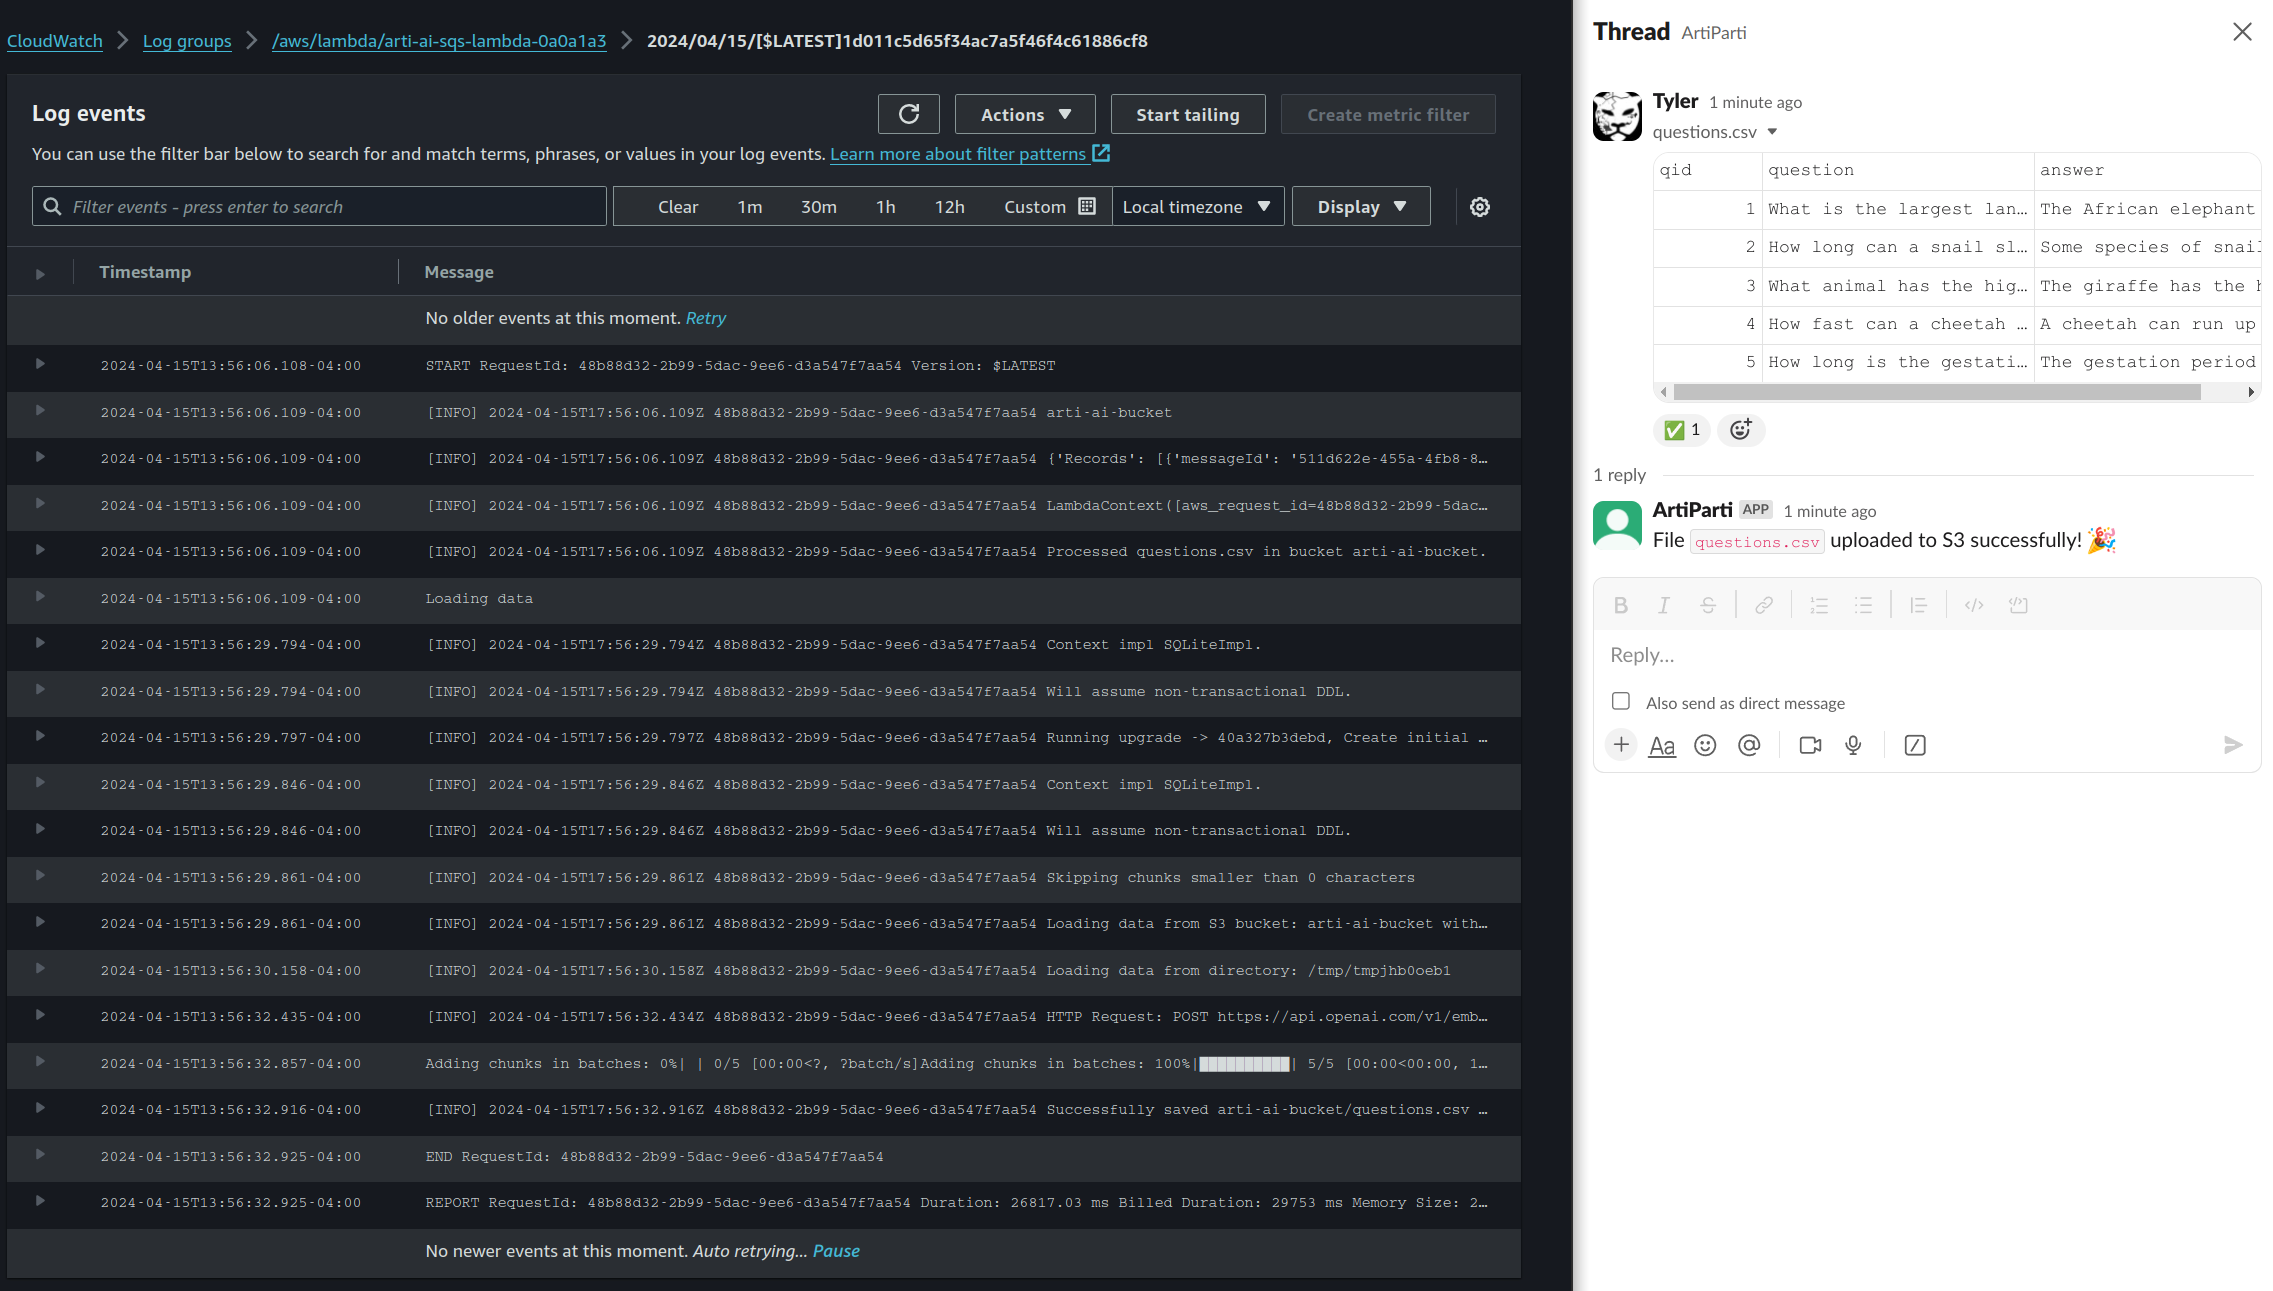 CloudWatch > Log groups > /aws/lambda/arti-ai-sqs-lambda-0a0a1a3 > 2024/04/15/[$LATEST]1d011c5d65f34ac7a5f46f4c61886cf8
Log events
Actions ▼ Start tailing Create metric filter
You can use the filter bar below to search for and match terms, phrases, or values in your log events. Learn more about filter patterns
Filter events - press enter to search Clear 1m 30m 1h 12h Custom Local timezone ▼ Display ▼
Timestamp Message
No older events at this moment. Retry
2024-04-15T13:56:06.108-04:00 START RequestId: 48b88d32-2b99-5dac-9ee6-d3a547f7aa54 Version: $LATEST
2024-04-15T13:56:06.109-04:00 [INFO] 2024-04-15T17:56:06.109Z 48b88d32-2b99-5dac-9ee6-d3a547f7aa54 arti-ai-bucket
2024-04-15T13:56:06.109-04:00 [INFO] 2024-04-15T17:56:06.109Z 48b88d32-2b99-5dac-9ee6-d3a547f7aa54 {'Records': [{'messageId': '511d622e-455a-4fb8-8…
2024-04-15T13:56:06.109-04:00 [INFO] 2024-04-15T17:56:06.109Z 48b88d32-2b99-5dac-9ee6-d3a547f7aa54 LambdaContext([aws_request_id=48b88d32-2b99-5dac…
2024-04-15T13:56:06.109-04:00 [INFO] 2024-04-15T17:56:06.109Z 48b88d32-2b99-5dac-9ee6-d3a547f7aa54 Processed questions.csv in bucket arti-ai-bucket.
2024-04-15T13:56:06.109-04:00 Loading data
2024-04-15T13:56:29.794-04:00 [INFO] 2024-04-15T17:56:29.794Z 48b88d32-2b99-5dac-9ee6-d3a547f7aa54 Context impl SQLiteImpl.
2024-04-15T13:56:29.794-04:00 [INFO] 2024-04-15T17:56:29.794Z 48b88d32-2b99-5dac-9ee6-d3a547f7aa54 Will assume non-transactional DDL.
2024-04-15T13:56:29.797-04:00 [INFO] 2024-04-15T17:56:29.797Z 48b88d32-2b99-5dac-9ee6-d3a547f7aa54 Running upgrade -> 40a327b3debd, Create initial …
2024-04-15T13:56:29.846-04:00 [INFO] 2024-04-15T17:56:29.846Z 48b88d32-2b99-5dac-9ee6-d3a547f7aa54 Context impl SQLiteImpl.
2024-04-15T13:56:29.846-04:00 [INFO] 2024-04-15T17:56:29.846Z 48b88d32-2b99-5dac-9ee6-d3a547f7aa54 Will assume non-transactional DDL.
2024-04-15T13:56:29.861-04:00 [INFO] 2024-04-15T17:56:29.861Z 48b88d32-2b99-5dac-9ee6-d3a547f7aa54 Skipping chunks smaller than 0 characters
2024-04-15T13:56:29.861-04:00 [INFO] 2024-04-15T17:56:29.861Z 48b88d32-2b99-5dac-9ee6-d3a547f7aa54 Loading data from S3 bucket: arti-ai-bucket with…
2024-04-15T13:56:30.158-04:00 [INFO] 2024-04-15T17:56:30.158Z 48b88d32-2b99-5dac-9ee6-d3a547f7aa54 Loading data from directory: /tmp/tmpjhb0oeb1
2024-04-15T13:56:32.435-04:00 [INFO] 2024-04-15T17:56:32.434Z 48b88d32-2b99-5dac-9ee6-d3a547f7aa54 HTTP Request: POST https://api.openai.com/v1/emb…
2024-04-15T13:56:32.857-04:00 Adding chunks in batches: 0%| | 0/5 [00:00<?, ?batch/s]Adding chunks in batches: 100%|██████████| 5/5 [00:00<00:00, 1…
2024-04-15T13:56:32.916-04:00 [INFO] 2024-04-15T17:56:32.916Z 48b88d32-2b99-5dac-9ee6-d3a547f7aa54 Successfully saved arti-ai-bucket/questions.csv …
2024-04-15T13:56:32.925-04:00 END RequestId: 48b88d32-2b99-5dac-9ee6-d3a547f7aa54
2024-04-15T13:56:32.925-04:00 REPORT RequestId: 48b88d32-2b99-5dac-9ee6-d3a547f7aa54 Duration: 26817.03 ms Billed Duration: 29753 ms Memory Size: 2…
No newer events at this moment. Auto retrying... Pause
Thread ArtiParti
Tyler 1 minute ago
questions.csv
qid question answer
1 What is the largest lan… The African elephant
2 How long can a snail sl… Some species of snail
3 What animal has the hig… The giraffe has the h
4 How fast can a cheetah … A cheetah can run up
5 How long is the gestati… The gestation period
✅ 1
1 reply
ArtiParti APP 1 minute ago
File questions.csv uploaded to S3 successfully! 🎉
Reply...
Also send as direct message
Aa